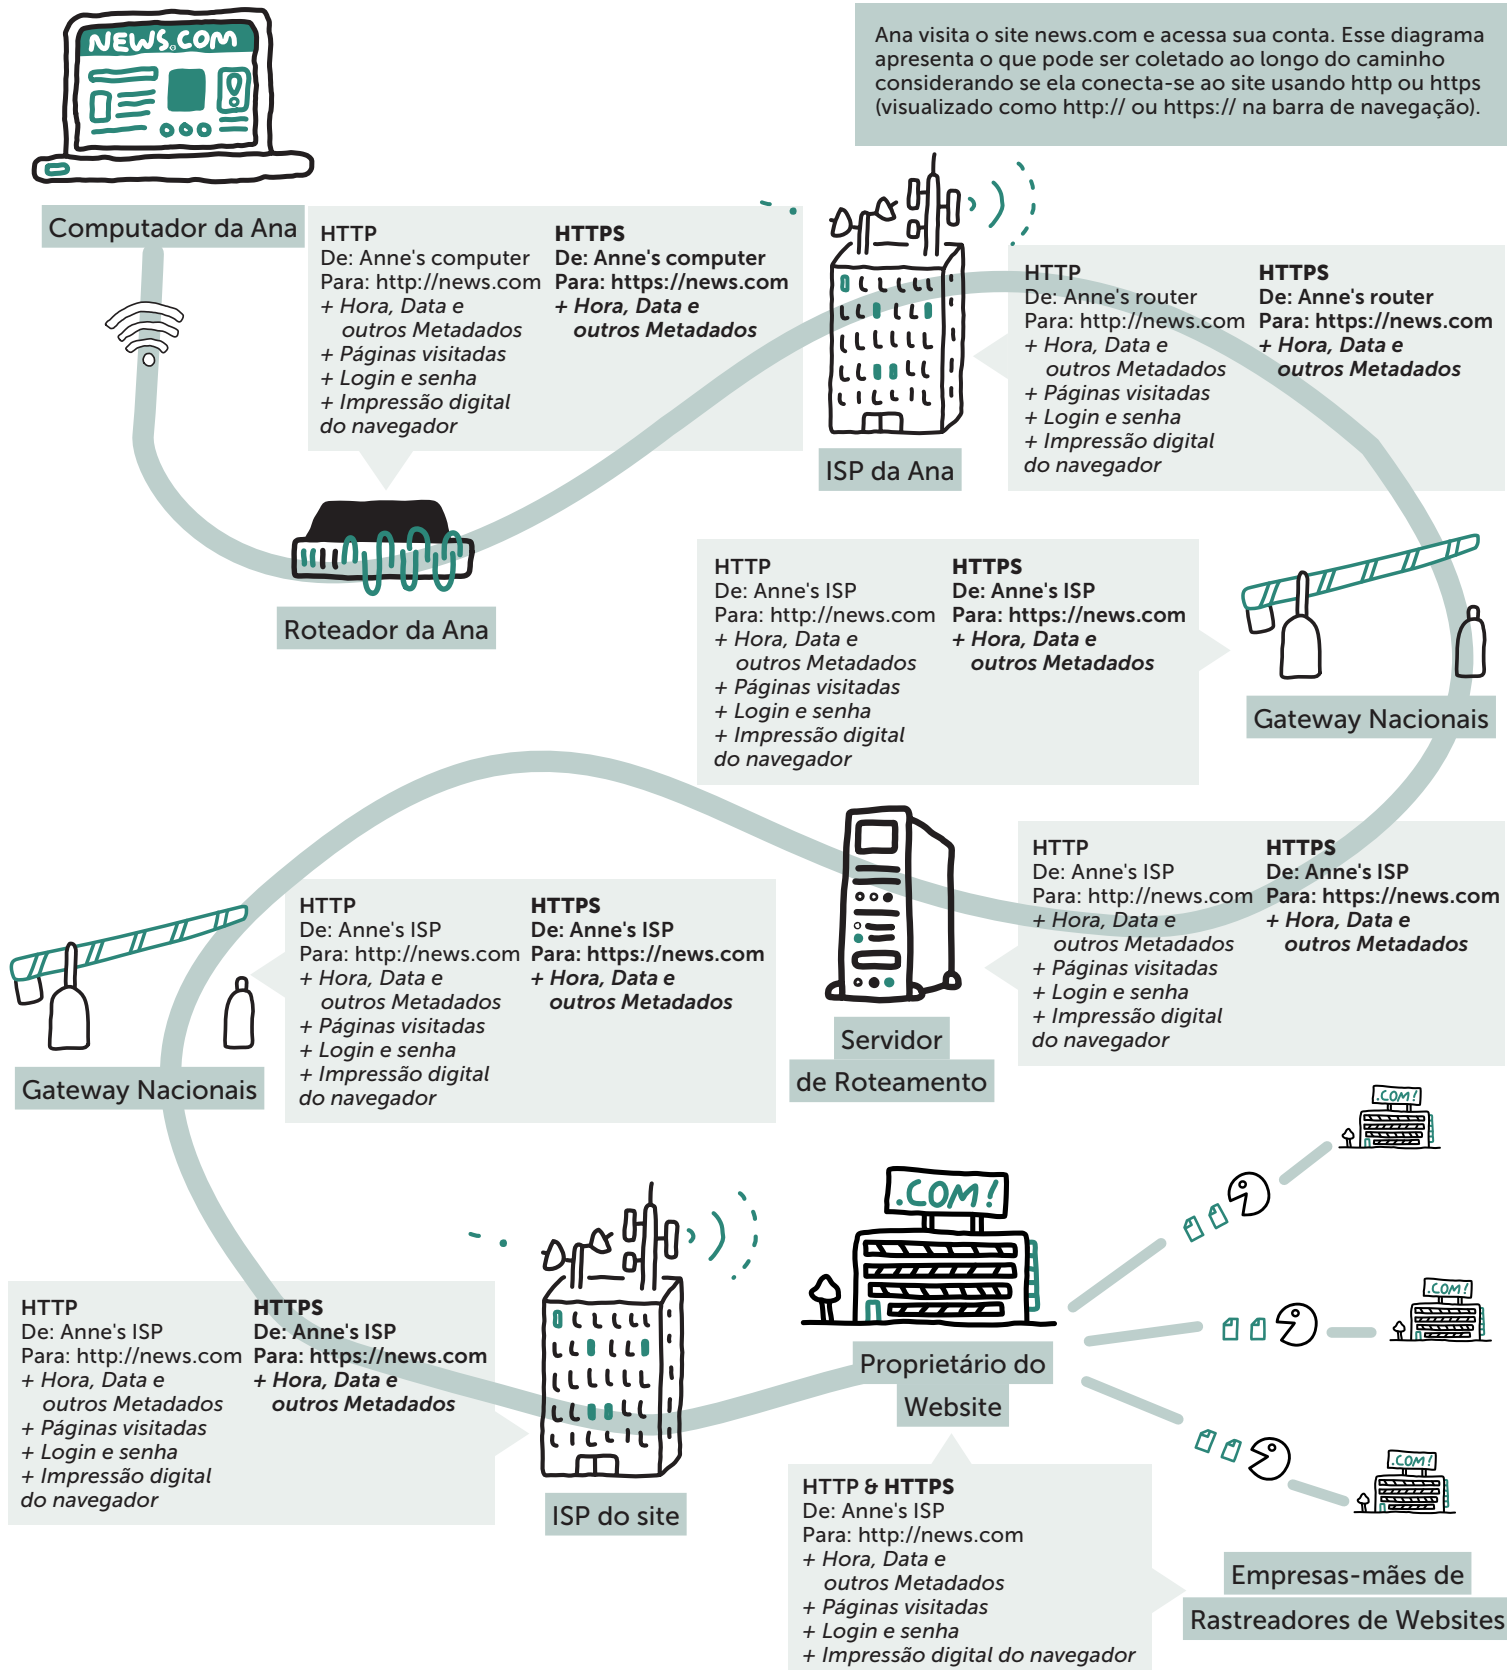 NEWS.COM
Ana visita o site news.com e acessa sua conta. Esse diagrama
apresenta o que pode ser coletado ao longo do caminho
considerando se ela conecta-se ao site usando http ou https
(visualizado como http:// ou https:// na barra de navegação).
Computador da Ana
HTTP
De: Anne's computer
Para: http://news.com
+ Hora, Data e
outros Metadados
+ Páginas visitadas
+ Login e senha
+ Impressão digital
do navegador
HTTPS
De: Anne's computer
Para: https://news.com
+ Hora, Data e
outros Metadados
Roteador da Ana
ISP da Ana
HTTP
De: Anne's router
Para: http://news.com
+ Hora, Data e
outros Metadados
+ Páginas visitadas
+ Login e senha
+ Impressão digital
do navegador
HTTPS
De: Anne's router
Para: https://news.com
+ Hora, Data e
outros Metadados
HTTP
De: Anne's ISP
Para: http://news.com
+ Hora, Data e
outros Metadados
+ Páginas visitadas
+ Login e senha
+ Impressão digital
do navegador
HTTPS
De: Anne's ISP
Para: https://news.com
+ Hora, Data e
outros Metadados
Gateway Nacionais
HTTP
De: Anne's ISP
Para: http://news.com
+ Hora, Data e
outros Metadados
+ Páginas visitadas
+ Login e senha
+ Impressão digital
do navegador
HTTPS
De: Anne's ISP
Para: https://news.com
+ Hora, Data e
outros Metadados
Servidor
de Roteamento
HTTP
De: Anne's ISP
Para: http://news.com
+ Hora, Data e
outros Metadados
+ Páginas visitadas
+ Login e senha
+ Impressão digital
do navegador
HTTPS
De: Anne's ISP
Para: https://news.com
+ Hora, Data e
outros Metadados
Gateway Nacionais
HTTP
De: Anne's ISP
Para: http://news.com
+ Hora, Data e
outros Metadados
+ Páginas visitadas
+ Login e senha
+ Impressão digital
do navegador
HTTPS
De: Anne's ISP
Para: https://news.com
+ Hora, Data e
outros Metadados
ISP do site
.COM!
Proprietário do
Website
HTTP & HTTPS
De: Anne's ISP
Para: http://news.com
+ Hora, Data e
outros Metadados
+ Páginas visitadas
+ Login e senha
+ Impressão digital do navegador
.COM!
.COM!
.COM!
Empresas-mães de
Rastreadores de Websites